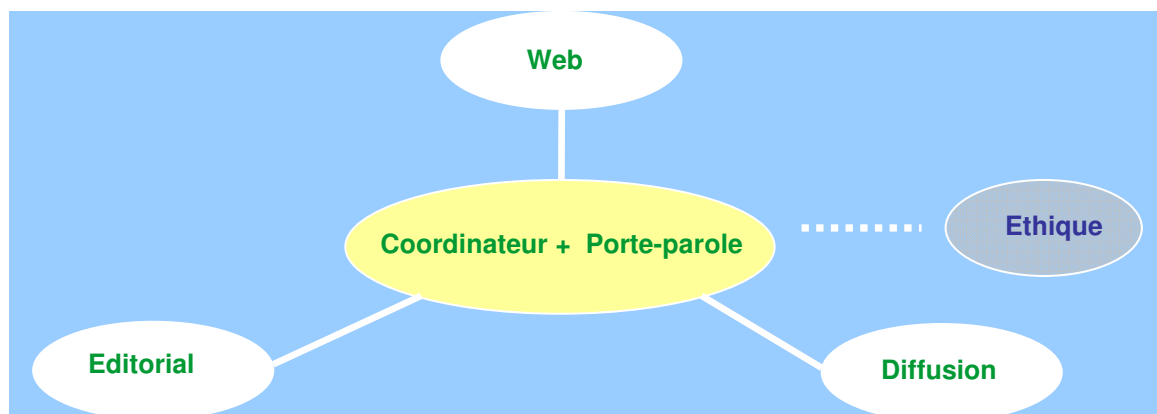 Web
Ethique
Coordinateur + Porte-parole
Editorial
Diffusion